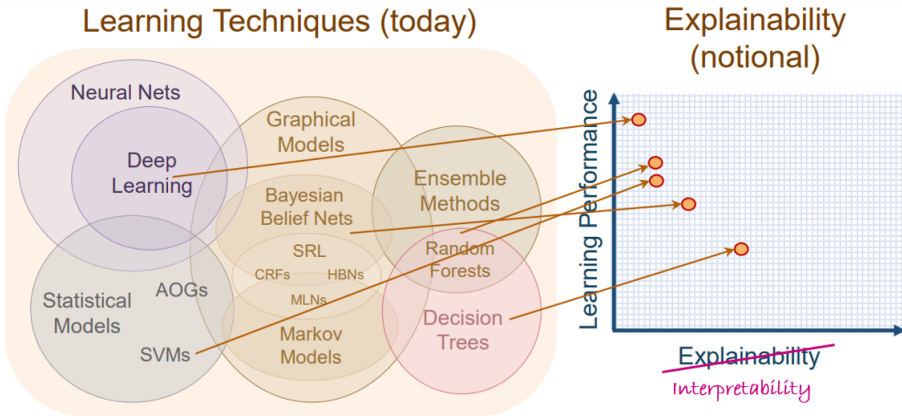 Learning Techniques (today)
Neural Nets
Deep
Learning
Graphical
Models
Bayesian
Belief Nets
SRL
CRFs
HBNs
MLNs
Markov
Models
Ensemble
Methods
Random
Forests
Decision
Trees
Statistical
Models
AOGs
SVMs
Explainability
(notional)
Learning Performance
Explainability
Interpretability